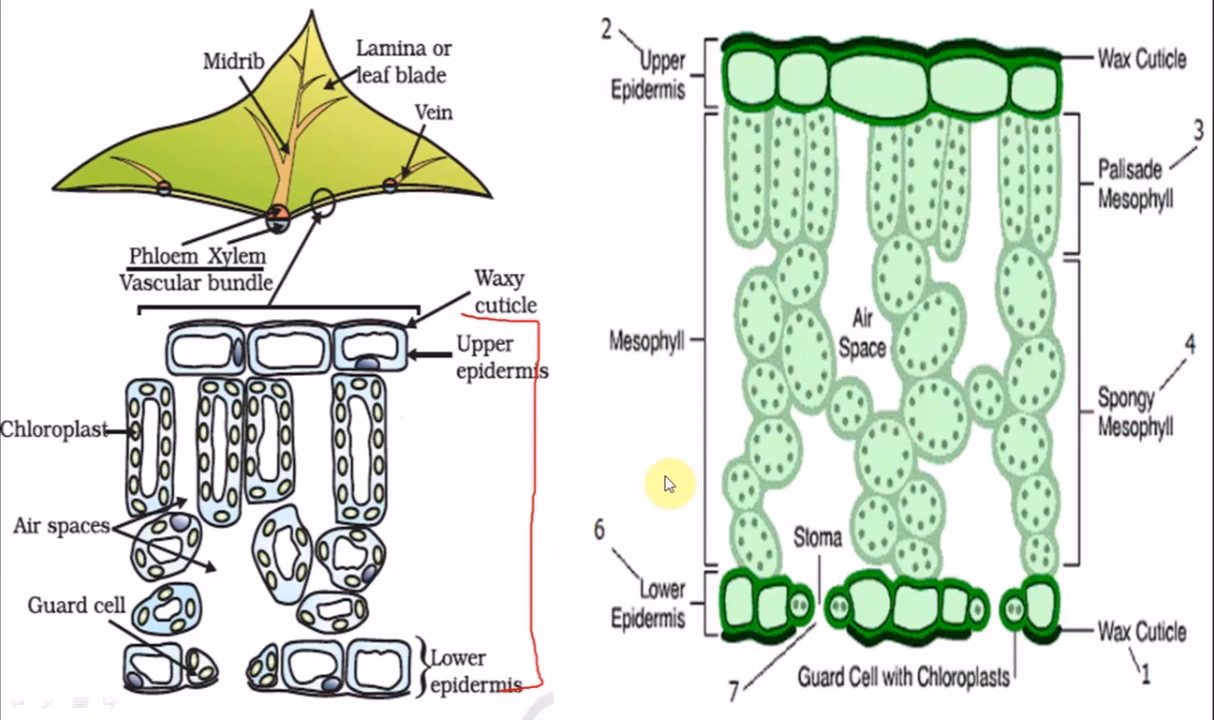 Midrib
Lamina or
leaf blade
Vein
Phloem Xylem
Vascular bundle
Waxy
cuticle
Upper
epidermis
Chloroplast
Air spaces
Guard cell
Lower
epidermis
2
Upper
Epidermis
Wax Cuticle
3
Palisade
Mesophyll
Mesophyll
Air
Space
4
Spongy
Mesophyll
6
Stoma
Lower
Epidermis
Wax Cuticle
7
Guard Cell with Chloroplasts
1